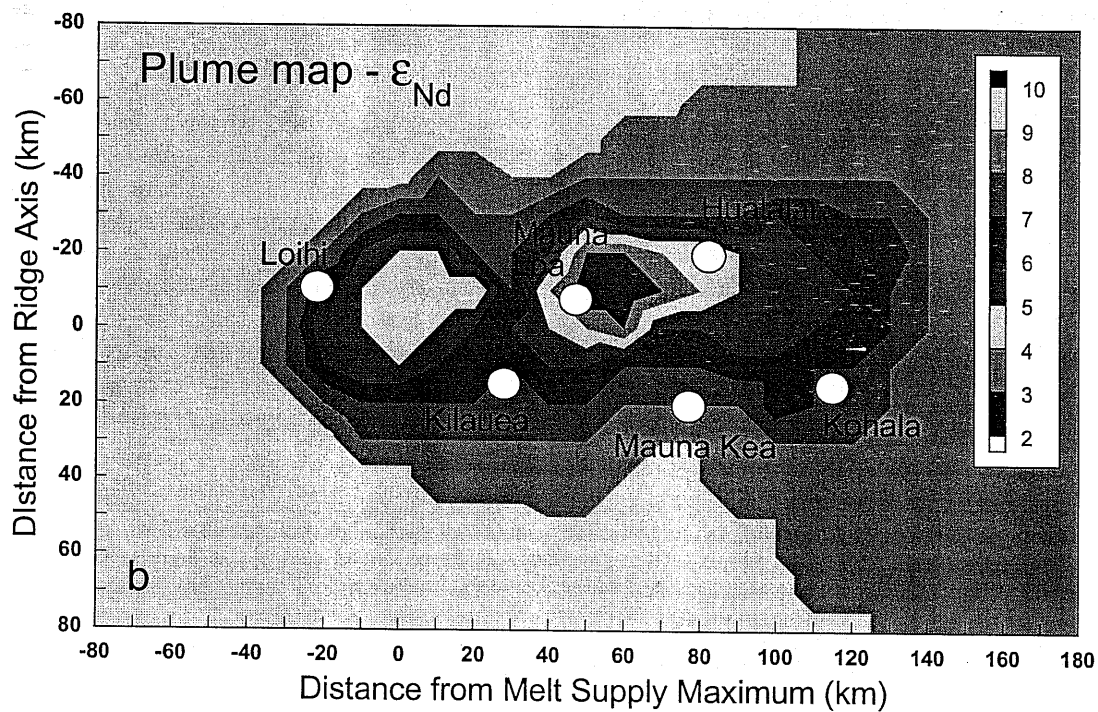 -80
-60
-40
-20
0
20
40
60
80
DIstance from Ridge Axis (km)
Plume map - εNd
10
9
8
7
6
5
4
3
2
Hualalai
Mauna
Loa
Loihi
Kilauea
Mauna Kea
Kohala
b
-80 -60 -40 -20 0 20 40 60 80 100 120 140 160 180
Distance from Melt Supply Maximum (km)